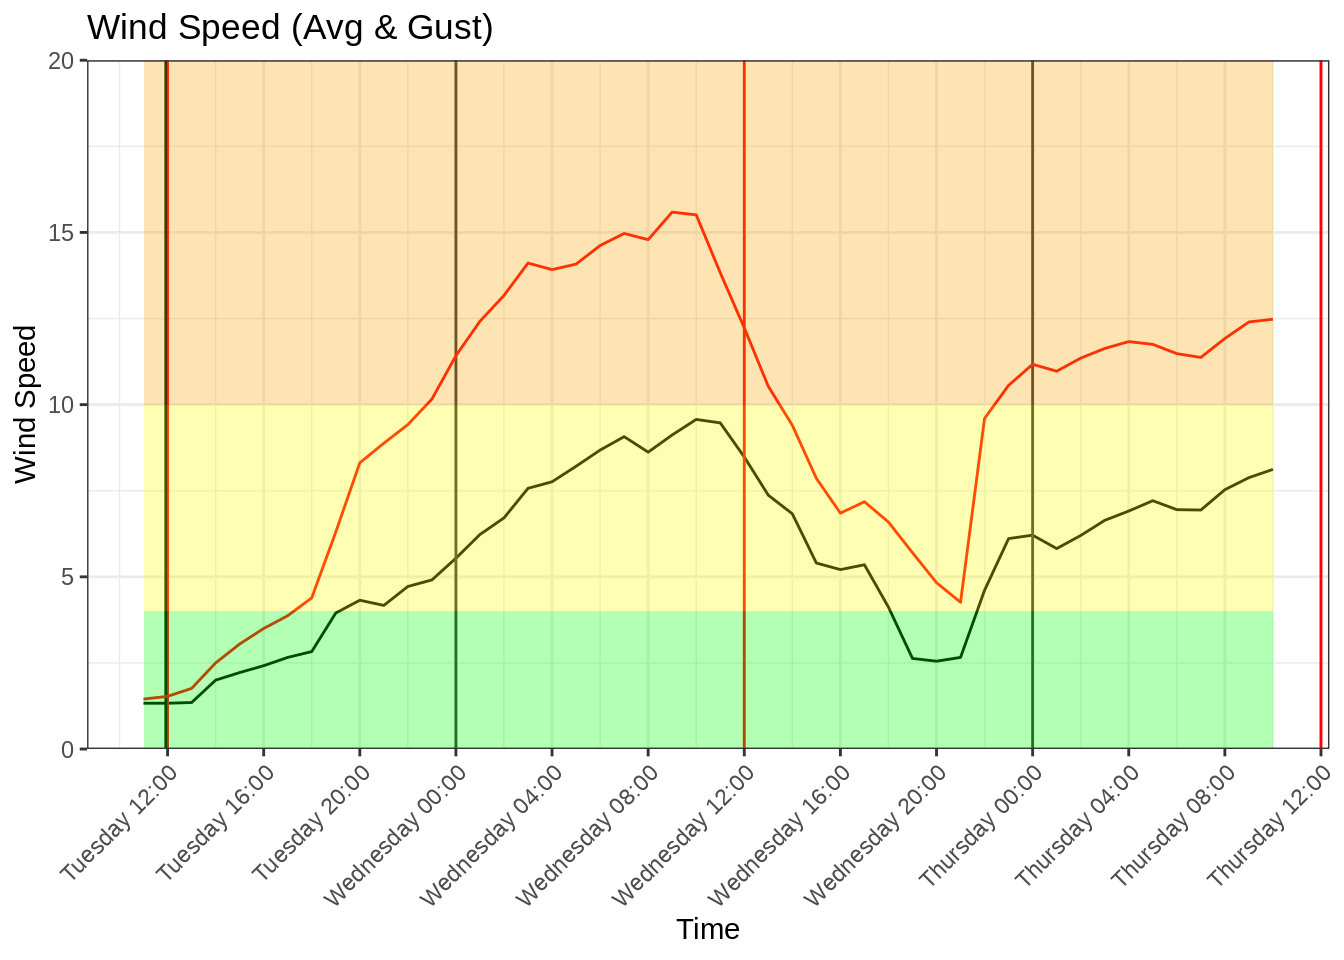 Wind Speed (Avg & Gust)
20
15
10
5
0
Wind Speed
Tuesday 12:00
Tuesday 16:00
Tuesday 20:00
Wednesday 00:00
Wednesday 04:00
Wednesday 08:00
Wednesday 12:00
Wednesday 16:00
Wednesday 20:00
Thursday 00:00
Thursday 04:00
Thursday 08:00
Thursday 12:00
Time